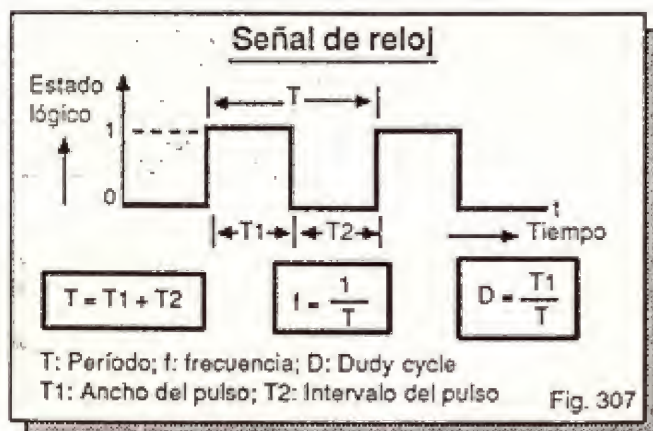 Señal de reloj
Estado
lógico
T
1
0
t
T1
T2
Tiempo
T = T1 + T2
f = 1/T
D = T1/T
T: Período; f: frecuencia; D: Dudy cycle
T1: Ancho del pulso; T2: Intervalo del pulso
Fig. 307